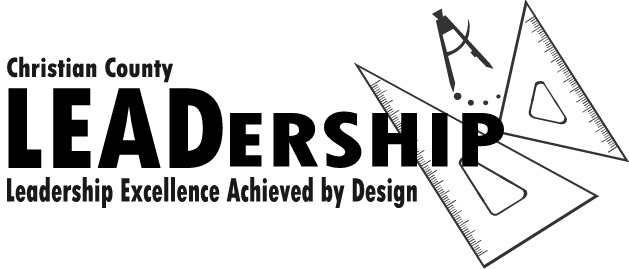 Christian County
LEADERSHIP
Leadership Excellence Achieved by Design